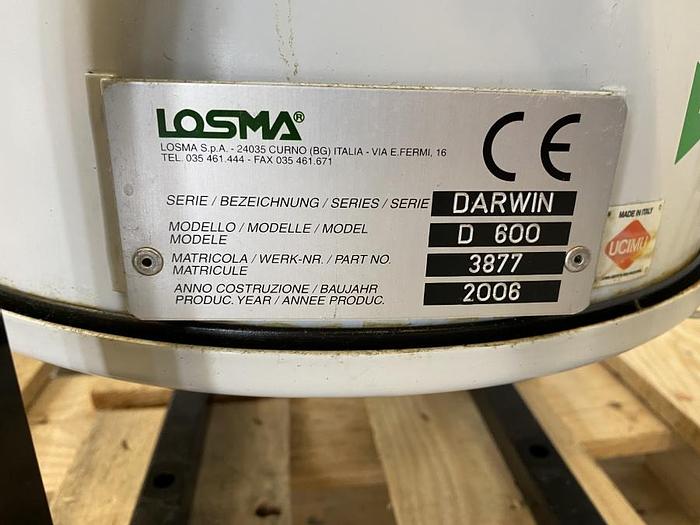 LOSMA®
LOSMA S.p.A. - 24035 CURNO (BG) ITALIA - VIA E.FERMI, 16
TEL. 035 461.444 - FAX 035 461.671
CE
SERIE / BEZEICHNUNG / SERIES / SERIE DARWIN
MODELLO / MODELLE / MODEL D 600
MODELE
MATRICOLA / WERK-NR. / PART NO. 3877
MATRICULE
ANNO COSTRUZIONE / BAUJAHR 2006
PRODUC. YEAR / ANNEE PRODUC.
MADE IN ITALY
UCIMU